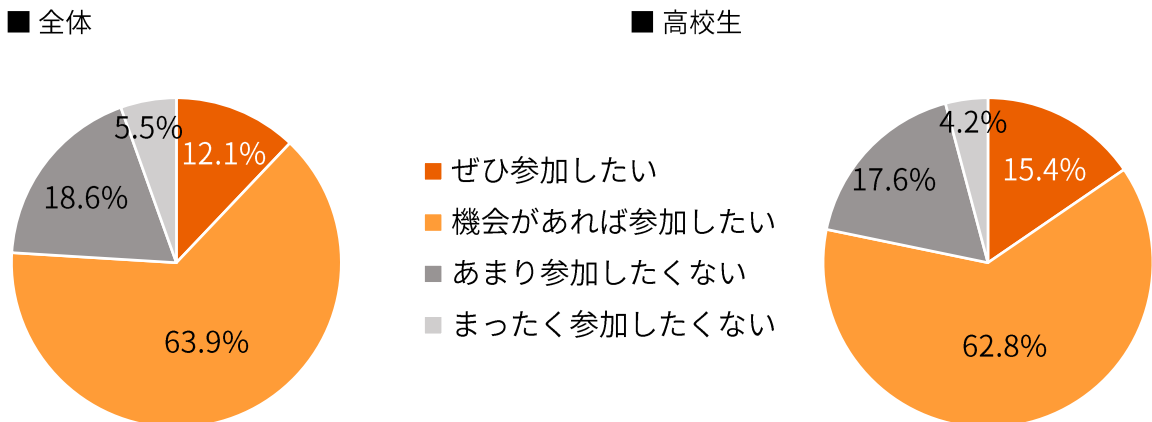 ■ 全体
■ 高校生
5.5%
12.1%
18.6%
63.9%
ぜひ参加したい
機会があれば参加したい
あまり参加したくない
まったく参加したくない
4.2%
15.4%
17.6%
62.8%